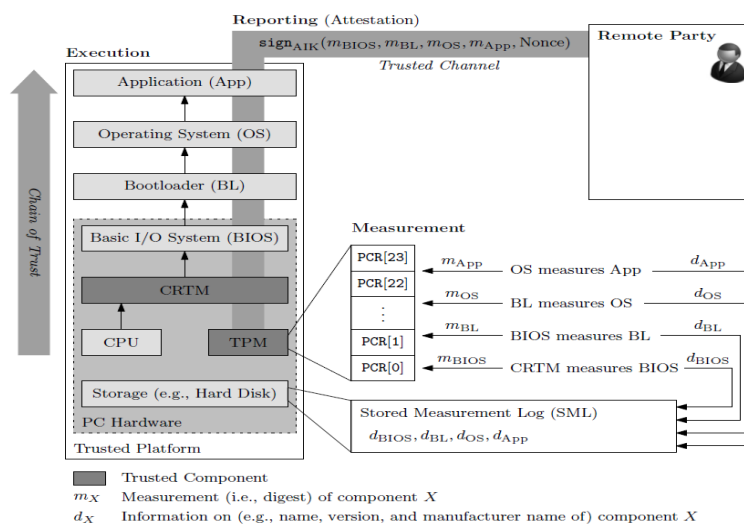 Reporting (Attestation)
sign_AIK(m_BIOS, m_BL, m_OS, m_App, Nonce)
Trusted Channel
Remote Party
Execution
Application (App)
Operating System (OS)
Bootloader (BL)
Basic I/O System (BIOS)
CRTM
CPU
TPM
Storage (e.g., Hard Disk)
PC Hardware
Trusted Platform
Chain of Trust
Measurement
PCR[23]
PCR[22]
⋮
PCR[1]
PCR[0]
m_App OS measures App d_App
m_OS BL measures OS d_OS
m_BL BIOS measures BL d_BL
m_BIOS CRTM measures BIOS d_BIOS
Stored Measurement Log (SML)
d_BIOS, d_BL, d_OS, d_App
Trusted Component
m_X Measurement (i.e., digest) of component X
d_X Information on (e.g., name, version, and manufacturer name of) component X